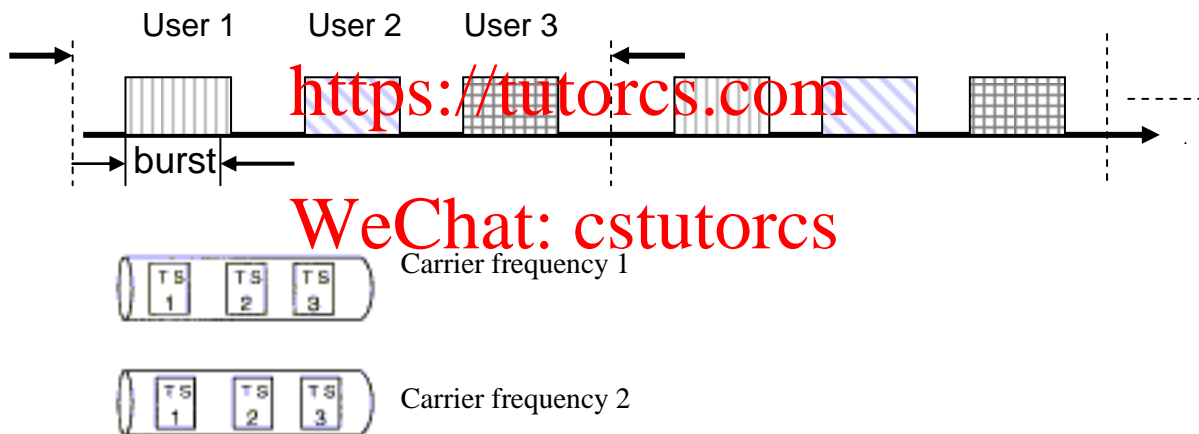 User 1 User 2 User 3
https://tutorcs.com
burst
WeChat: cstutorcs
Carrier frequency 1
TS TS TS
1 2 3
Carrier frequency 2
TS TS TS
1 2 3